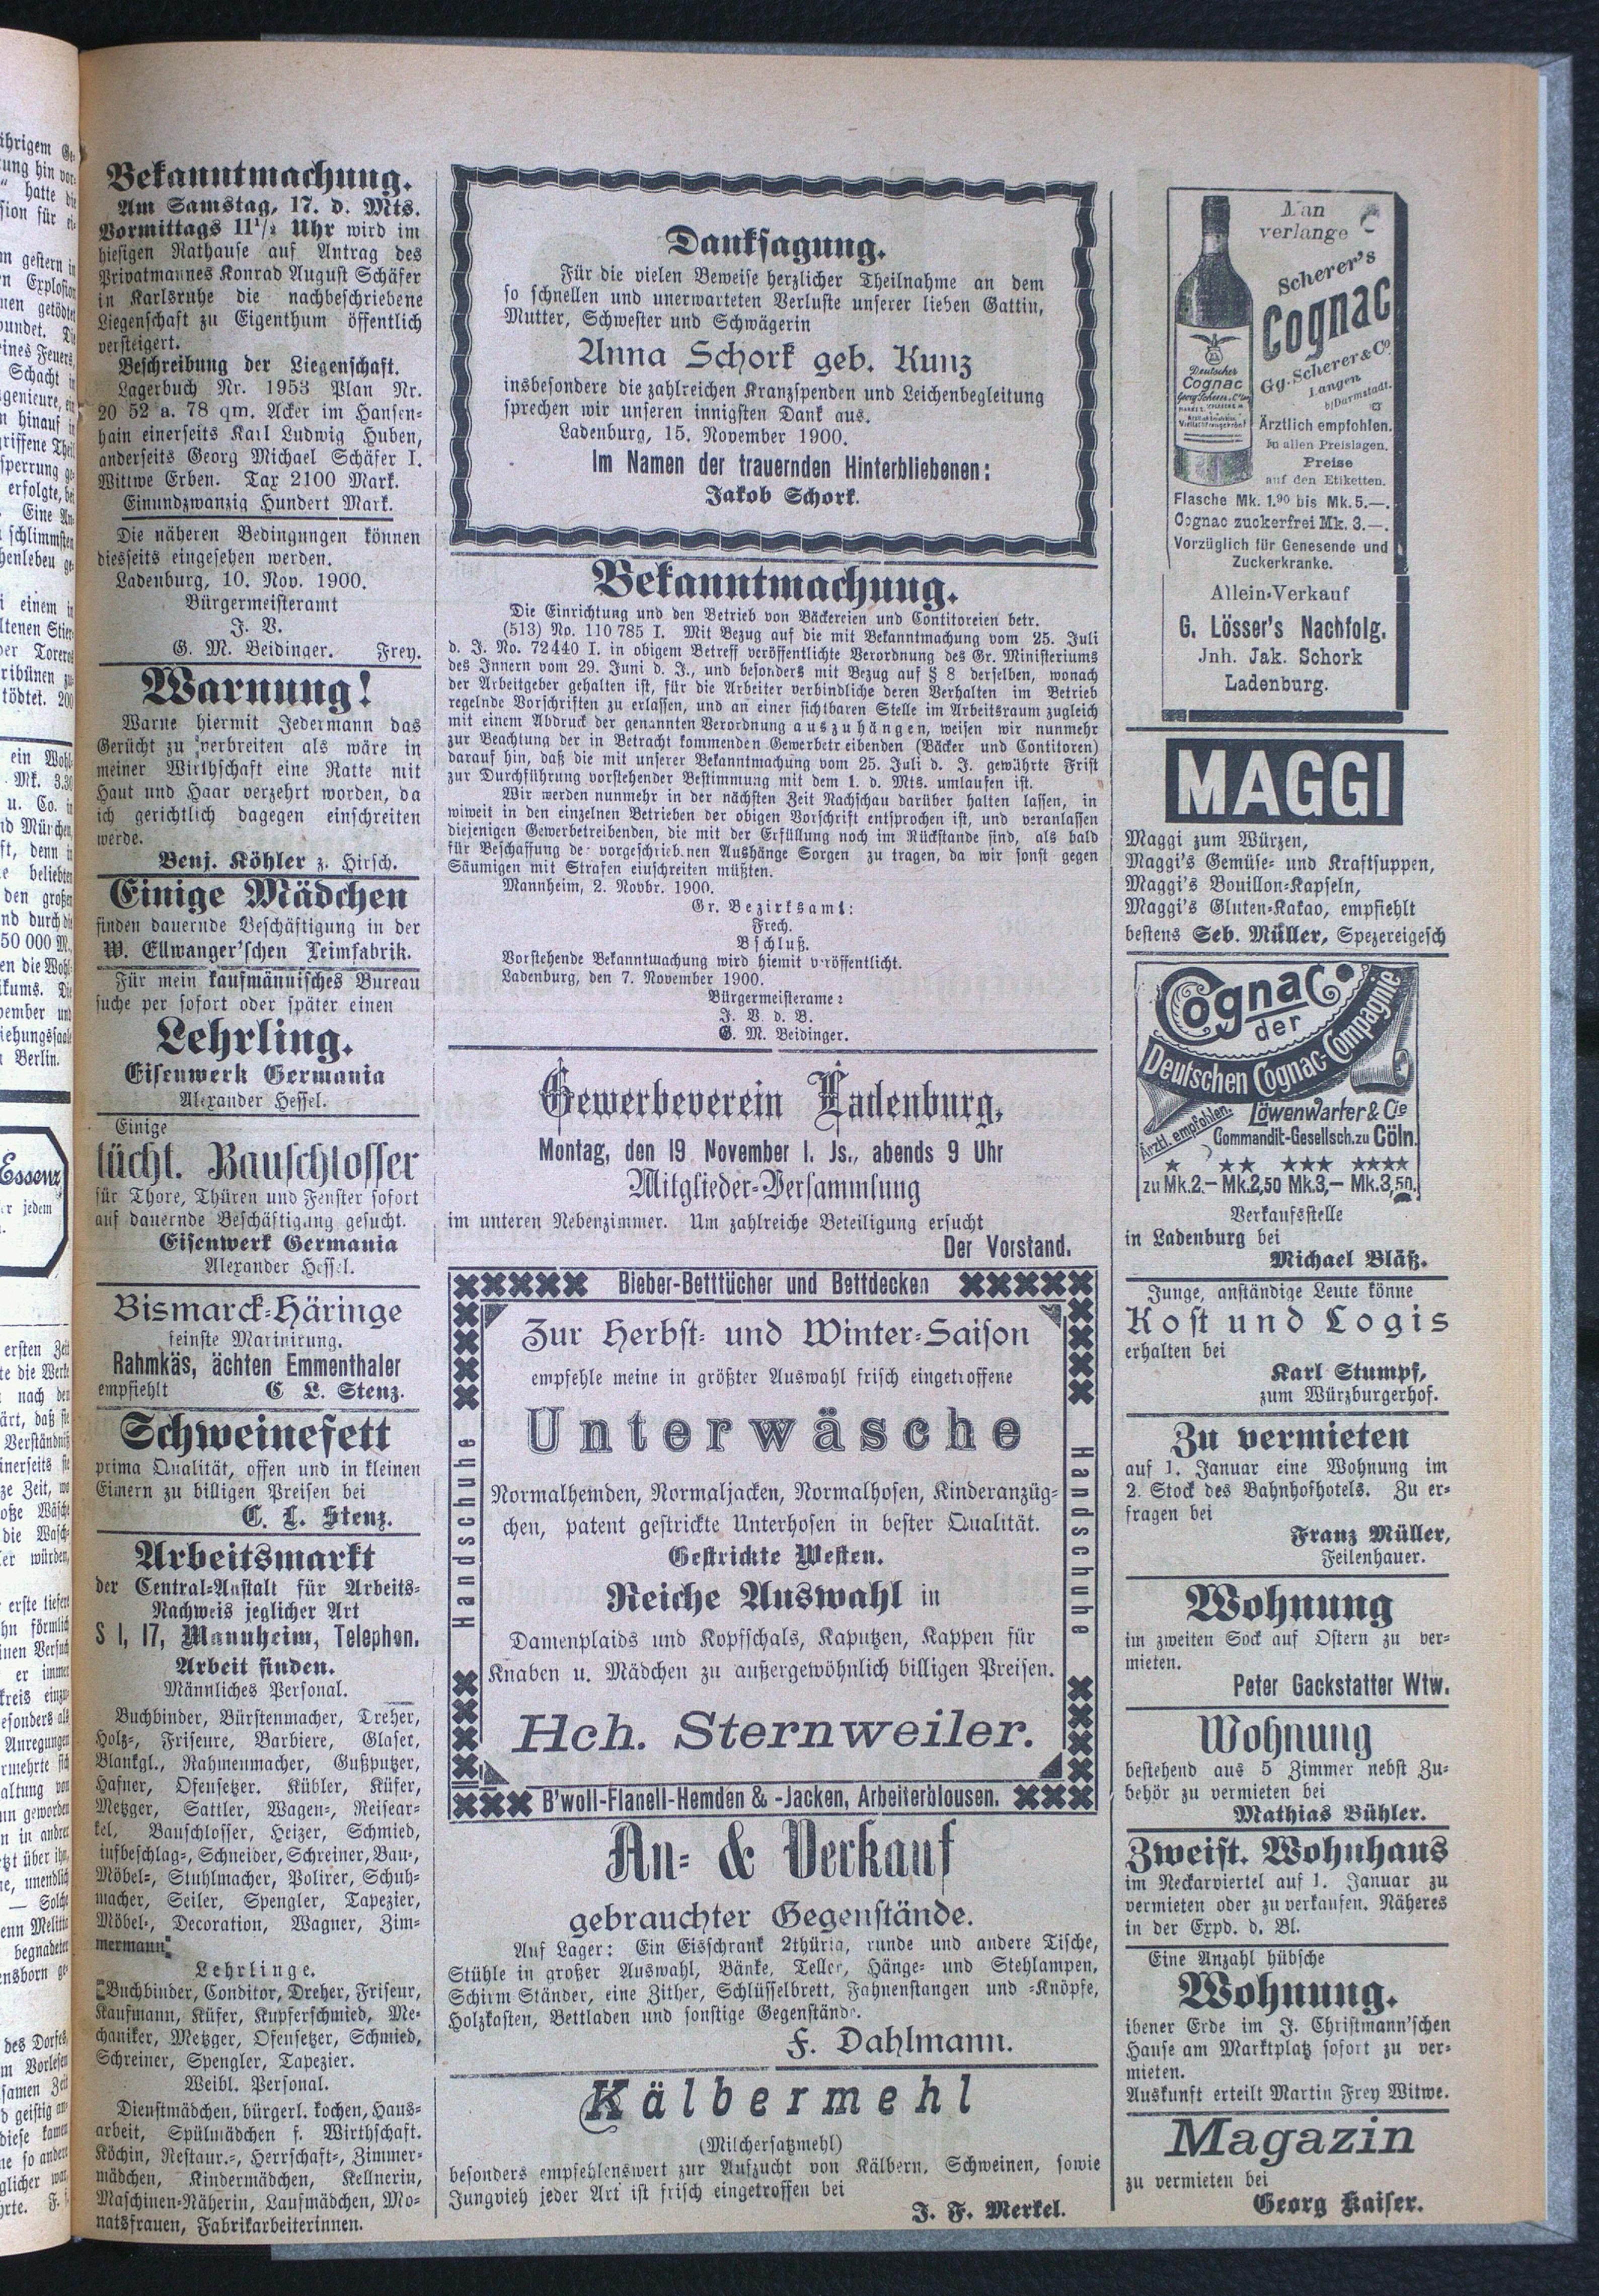 Bekanntmachung.
Am Samstag, 17. d. Mts.
Vormittags 11½ Uhr wird im
hiesigen Rathause auf Antrag des
Privatmannes Konrad August Schäfer
in Karlsruhe die nachbeschriebene
Liegenschaft zu Eigenthum öffentlich
versteigert.
Beschreibung der Liegenschaft.
Lagerbuch Nr. 1953 Plan Nr.
20 52 a. 78 qm. Acker im Hansen-
hain einerseits Karl Ludwig Huben,
anderseits Georg Michael Schäfer I.
Wittwe Erben. Tax 2100 Mark.
Einundzwanzig Hundert Mark.
Die näheren Bedingungen können
diesseits eingesehen werden.
Ladenburg, 10. Nov. 1900.
Bürgermeisteramt
J. V.
G. M. Beidinger. Frey.
Warnung!
Warne hiermit Jedermann das
Gerücht zu verbreiten als wäre in
meiner Wirthschaft eine Ratte mit
Haut und Haar verzehrt worden, da
ich gerichtlich dagegen einschreiten
werde.
Benj. Köhler z. Hirsch.
Einige Mädchen
finden dauernde Beschäftigung in der
W. Ellwanger'schen Leimfabrik.
Für mein kaufmännisches Bureau
suche per sofort oder später einen
Lehrling.
Eisenwerk Germania
Alexander Hessel.
Einige
tücht. Bauschlosser
für Thore, Thüren und Fenster sofort
auf dauernde Beschäftigung gesucht.
Eisenwerk Germania
Alexander Hessel.
Bismarck-Häringe
feinste Marinirung.
Rahmkäs, ächten Emmenthaler
empfiehlt C L. Stenz.
Schweinefett
prima Qualität, offen und in kleinen
Eimern zu billigen Preisen bei
C. L. Stenz.
Arbeitsmarkt
der Central-Anstalt für Arbeits-
Nachweis jeglicher Art
S 1, 17, Mannheim, Telephon.
Arbeit finden.
Männliches Personal.
Buchbinder, Bürstenmacher, Dreher,
Holz-, Friseure, Barbiere, Glaser,
Blankgl., Rahmenmacher, Gußputzer,
Hafner, Ofensetzer. Kübler, Küfer,
Metzger, Sattler, Wagen-, Reisear-
kel, Bauschlosser, Heizer, Schmied,
iufbeschlag-, Schneider, Schreiner, Bau-,
Möbel-, Stuhlmacher, Polirer, Schuh-
macher, Seiler, Spengler, Tapezier,
Möbel-, Decoration, Wagner, Zim-
mermann.
Lehrlinge.
Buchbinder, Conditor, Dreher, Friseur,
Kaufmann, Küfer, Kupferschmied, Me-
chaniker, Metzger, Ofensetzer, Schmied,
Schreiner, Spengler, Tapezier.
Weibl. Personal.
Dienstmädchen, bürgerl. kochen, Haus-
arbeit, Spülmädchen f. Wirthschaft.
Köchin, Restaur.-, Herrschaft-, Zimmer-
mädchen, Kindermädchen, Kellnerin,
Maschinen-Näherin, Laufmädchen, Mo-
natsfrauen, Fabrikarbeiterinnen.
Danksagung.
Für die vielen Beweise herzlicher Theilnahme an dem
so schnellen und unerwarteten Verluste unserer lieben Gattin,
Mutter, Schwester und Schwägerin
Anna Schork geb. Kunz
insbesondere die zahlreichen Kranzspenden und Leichenbegleitung
sprechen wir unseren innigsten Dank aus.
Ladenburg, 15. November 1900.
Im Namen der trauernden Hinterbliebenen:
Jakob Schork.
Bekanntmachung.
Die Einrichtung und den Betrieb von Bäckereien und Contitoreien betr.
(513) No. 110 785 I. Mit Bezug auf die mit Bekanntmachung vom 25. Juli
d. J. No. 72440 I. in obigem Betreff veröffentlichte Verordnung des Gr. Ministeriums
des Innern vom 29. Juni d. J., und besonders mit Bezug auf § 8 derselben, wonach
der Arbeitgeber gehalten ist, für die Arbeiter verbindliche deren Verhalten im Betrieb
regelnde Vorschriften zu erlassen, und an einer sichtbaren Stelle im Arbeitsraum zugleich
mit einem Abdruck der genannten Verordnung auszuhängen, weisen wir nunmehr
zur Beachtung der in Betracht kommenden Gewerbetreibenden (Bäcker und Contitoren)
darauf hin, daß die mit unserer Bekanntmachung vom 25. Juli d. J. gewährte Frist
zur Durchführung vorstehender Bestimmung mit dem 1. d. Mts. umlaufen ist.
Wir werden nunmehr in der nächsten Zeit Nachschau darüber halten lassen, in
wieweit in den einzelnen Betrieben der obigen Vorschrift entsprochen ist, und veranlassen
diejenigen Gewerbetreibenden, die mit der Erfüllung noch im Rückstande sind, als bald
für Beschaffung der vorgeschriebenen Aushänge Sorgen zu tragen, da wir sonst gegen
Säumigen mit Strafen einschreiten müßten.
Mannheim, 2. Novbr. 1900.
Gr. Bezirksamt:
Frech.
Bschluß.
Vorstehende Bekanntmachung wird hiemit veröffentlicht.
Ladenburg, den 7. November 1900.
Bürgermeisteramt
J. V. d. B.
G. M. Beidinger.
Gewerbeverein Ladenburg.
Montag, den 19 November l. Js., abends 9 Uhr
Mitglieder-Versammlung
im unteren Nebenzimmer. Um zahlreiche Beteiligung ersucht
Der Vorstand.
Bieber-Betttücher und Bettdecken
Handschuhe
Zur Herbst- und Winter-Saison
empfehle meine in größter Auswahl frisch eingetroffene
Unterwäsche
Normalhemden, Normaljacken, Normalhosen, Kinderanzüg-
chen, patent gestrickte Unterhosen in bester Qualität.
Gestrickte Westen.
Reiche Auswahl in
Damenplaids und Kopfschals, Kaputzen, Kappen für
Knaben u. Mädchen zu außergewöhnlich billigen Preisen.
Hch. Sternweiler.
Handschuhe
B'woll-Flanell-Hemden & -Jacken, Arbeiterblousen.
An- & Verkauf
gebrauchter Gegenstände.
Auf Lager: Ein Eisschrank 2thürig, runde und andere Tische,
Stühle in großer Auswahl, Bänke, Teller, Hänge- und Stehlampen,
Schirm-Ständer, eine Zither, Schlüsselbrett, Fahnenstangen und -Knöpfe,
Holzkasten, Bettladen und sonstige Gegenstände.
F. Dahlmann.
Kälbermehl
(Milchersatzmehl)
besonders empfehlenswert zur Aufzucht von Kälbern, Schweinen, sowie
Jungvieh jeder Art ist frisch eingetroffen bei
J. F. Merkel.
Man
verlange
Scherer's
Cognac
Gg. Scherer & Co.
Langen
b/Darmstadt.
Deutscher
Cognac
Ärztlich empfohlen.
In allen Preislagen.
Preise
auf den Etiketten.
Flasche Mk. 1.90 bis Mk. 5.—.
Cognac zuckerfrei Mk. 3.—.
Vorzüglich für Genesende und
Zuckerkranke.
Allein-Verkauf
G. Lösser's Nachfolg.
Jnh. Jak. Schork
Ladenburg.
MAGGI
Maggi zum Würzen,
Maggi's Gemüse- und Kraftsuppen,
Maggi's Bouillon-Kapseln,
Maggi's Gluten-Kakao, empfiehlt
bestens Seb. Müller, Spezereigesch
Cognac
der
Deutschen Cognac-Compagnie
Ärztl. empfohlen.
Löwenwarter & Cie
Commandit-Gesellsch. zu Cöln.
★ ★★ ★★★ ★★★★
zu Mk. 2.— Mk. 2,50 Mk. 3,— Mk. 3,50.
Verkaufsstelle
in Ladenburg bei
Michael Bläß.
Junge, anständige Leute könne
Kost und Logis
erhalten bei
Karl Stumpf,
zum Würzburgerhof.
Zu vermieten
auf 1. Januar eine Wohnung im
2. Stock des Bahnhofhotels. Zu er-
fragen bei
Franz Müller,
Feilenhauer.
Wohnung
im zweiten Sock auf Ostern zu ver-
mieten.
Peter Gackstatter Wtw.
Wohnung
bestehend aus 5 Zimmer nebst Zu-
behör zu vermieten bei
Mathias Bühler.
Zweist. Wohnhaus
im Neckarviertel auf 1. Januar zu
vermieten oder zu verkaufen. Näheres
in der Expd. d. Bl.
Eine Anzahl hübsche
Wohnung.
ibener Erde im J. Christmann'schen
Hause am Marktplatz sofort zu ver-
mieten.
Auskunft erteilt Martin Frey Witwe.
Magazin
zu vermieten bei
Georg Kaiser.